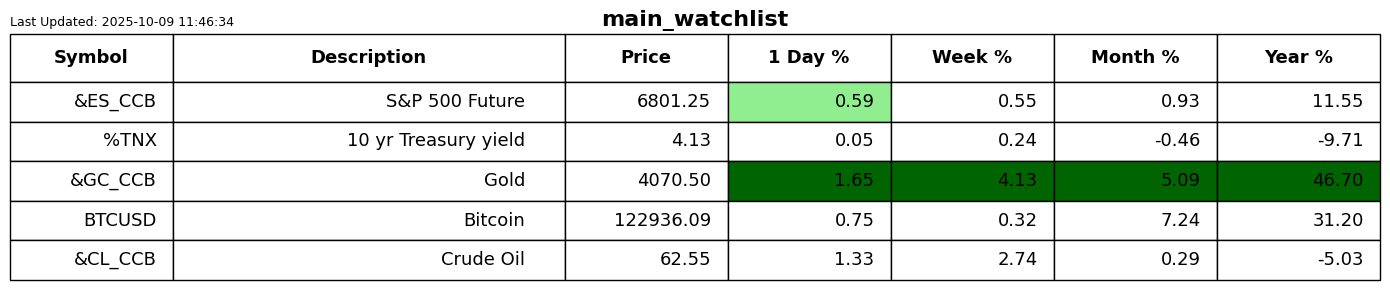 Last Updated: 2025-10-09 11:46:34
main_watchlist
Symbol Description Price 1 Day % Week % Month % Year %
&ES_CCB S&P 500 Future 6801.25 0.59 0.55 0.93 11.55
%TNX 10 yr Treasury yield 4.13 0.05 0.24 -0.46 -9.71
&GC_CCB Gold 4070.50 1.65 4.13 5.09 46.70
BTCUSD Bitcoin 122936.09 0.75 0.32 7.24 31.20
&CL_CCB Crude Oil 62.55 1.33 2.74 0.29 -5.03